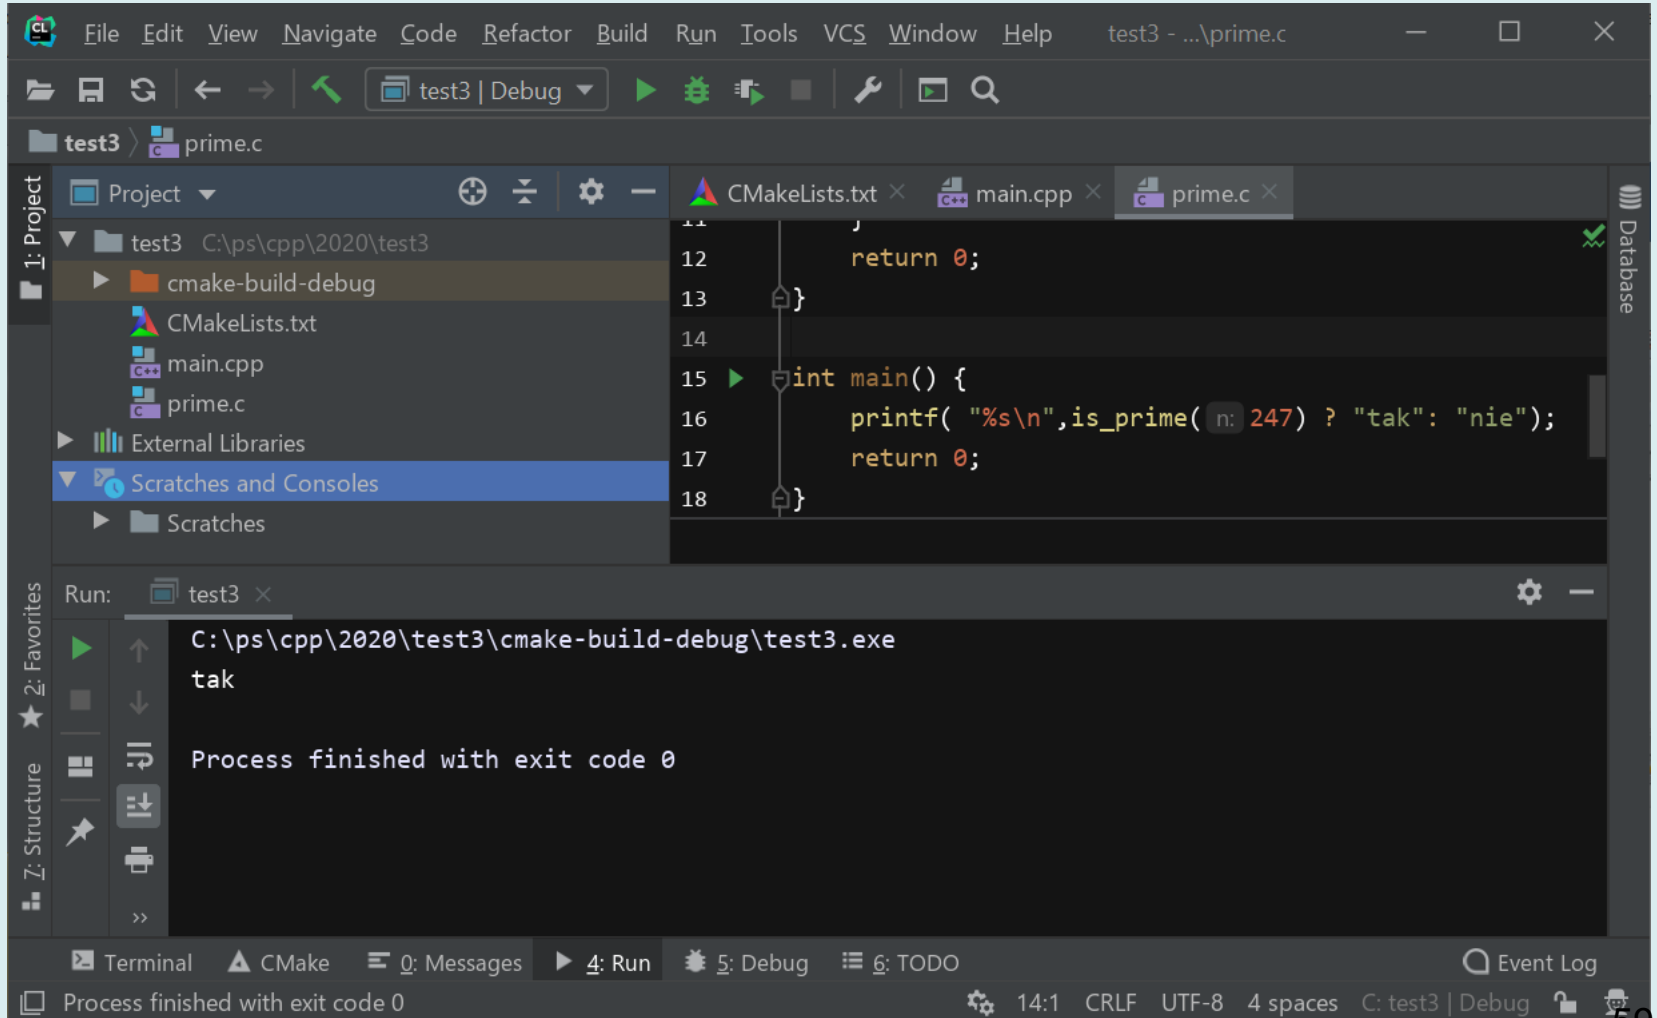 CL File Edit View Navigate Code Refactor Build Run Tools VCS Window Help test3 - ...\prime.c
test3 | Debug
test3 prime.c
Project
CMakeLists.txt main.cpp prime.c
1: Project
test3 C:\ps\cpp\2020\test3
cmake-build-debug
CMakeLists.txt
main.cpp
prime.c
External Libraries
Scratches and Consoles
Scratches
11 }
12 return 0;
13 }
14
15 int main() {
16 printf( "%s\n",is_prime( n: 247) ? "tak": "nie");
17 return 0;
18 }
Database
Run: test3
C:\ps\cpp\2020\test3\cmake-build-debug\test3.exe
tak
Process finished with exit code 0
2: Favorites
7: Structure
Terminal CMake 0: Messages 4: Run 5: Debug 6: TODO Event Log
Process finished with exit code 0 14:1 CRLF UTF-8 4 spaces C: test3 | Debug